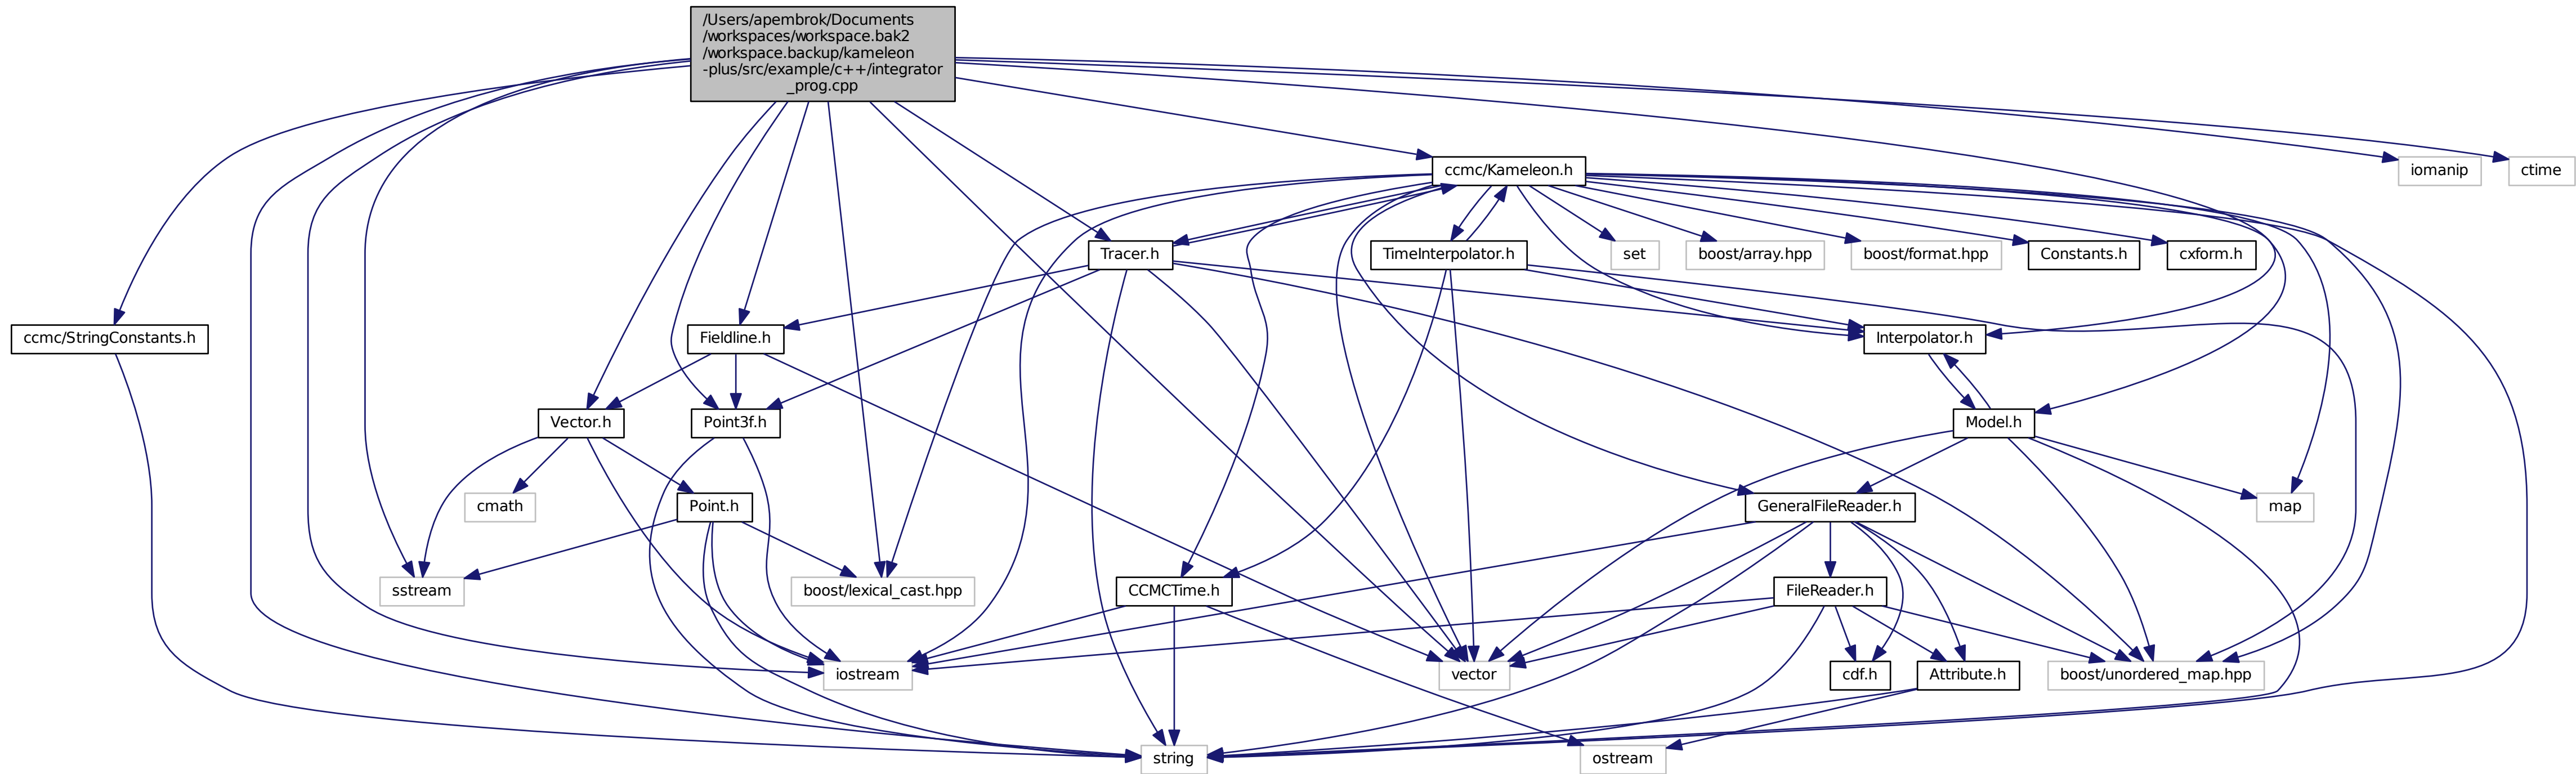 /Users/apembrok/Documents
/workspaces/workspace.bak2
/workspace.backup/kameleon
-plus/src/example/c++/integrator
_prog.cpp
ccmc/Kameleon.h
iomanip
ctime
Tracer.h
TimeInterpolator.h
set
boost/array.hpp
boost/format.hpp
Constants.h
cxform.h
ccmc/StringConstants.h
Fieldline.h
Interpolator.h
Vector.h
Point3f.h
Model.h
cmath
Point.h
GeneralFileReader.h
map
sstream
boost/lexical_cast.hpp
CCMCTime.h
FileReader.h
iostream
vector
cdf.h
Attribute.h
boost/unordered_map.hpp
string
ostream